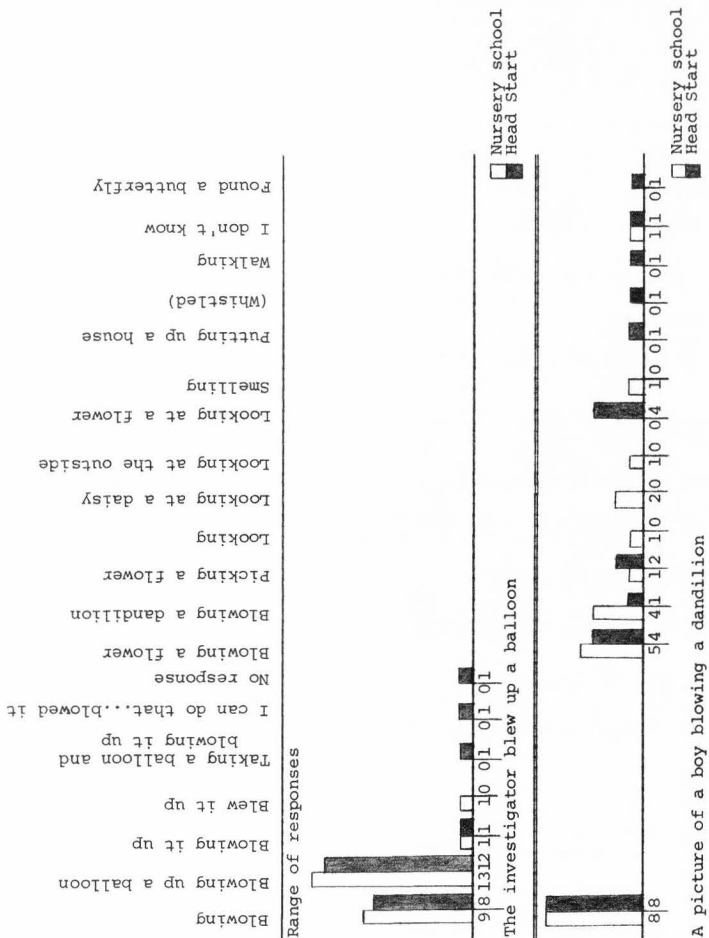 Blowing
Blowing up a balloon
Blowing it up
Blew it up
Taking a balloon and
blowing it up
I can do that...blowed it
No response
Blowing a flower
Blowing a dandilion
Picking a flower
Looking
Looking at a daisy
Looking at the outside
Looking at a flower
Smelling
Putting up a house
(Whistled)
Walking
I don't know
Found a butterfly
Range of responses
9 8
13 12
1 1
1 0
0 1
0 1
0 1
Nursery school
Head Start
The investigator blew up a balloon
8 8
5 4
4 1
1 2
1 0
2 0
1 0
0 4
1 0
0 1
0 1
0 1
1 1
0 1
Nursery school
Head Start
A picture of a boy blowing a dandilion